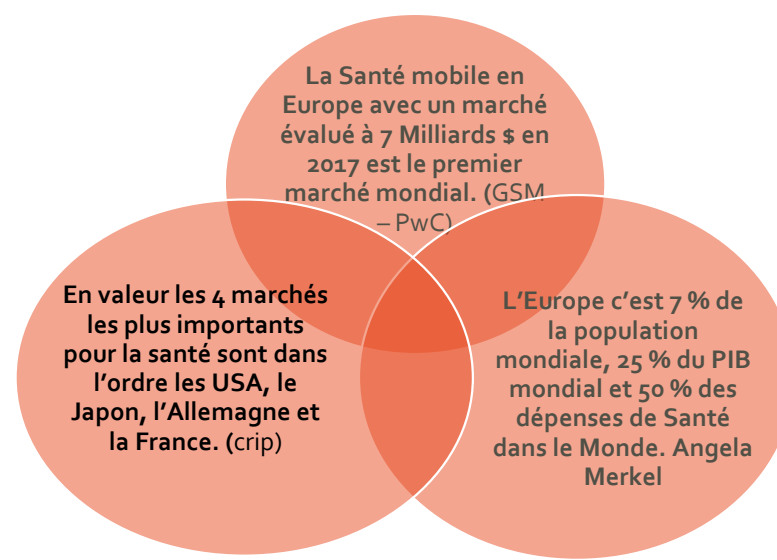 La Santé mobile en
Europe avec un marché
évalué à 7 Milliards $ en
2017 est le premier
marché mondial. (GSM
– PwC)
En valeur les 4 marchés
les plus importants
pour la santé sont dans
l’ordre les USA, le
Japon, l’Allemagne et
la France. (crip)
L’Europe c’est 7 % de
la population
mondiale, 25 % du PIB
mondial et 50 % des
dépenses de Santé
dans le Monde. Angela
Merkel